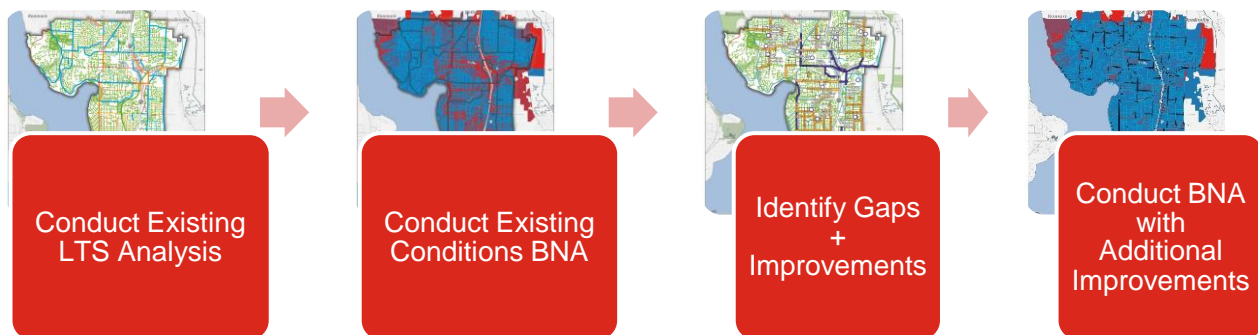 Conduct Existing
LTS Analysis
Conduct Existing
Conditions BNA
Identify Gaps
+
Improvements
Conduct BNA
with
Additional
Improvements